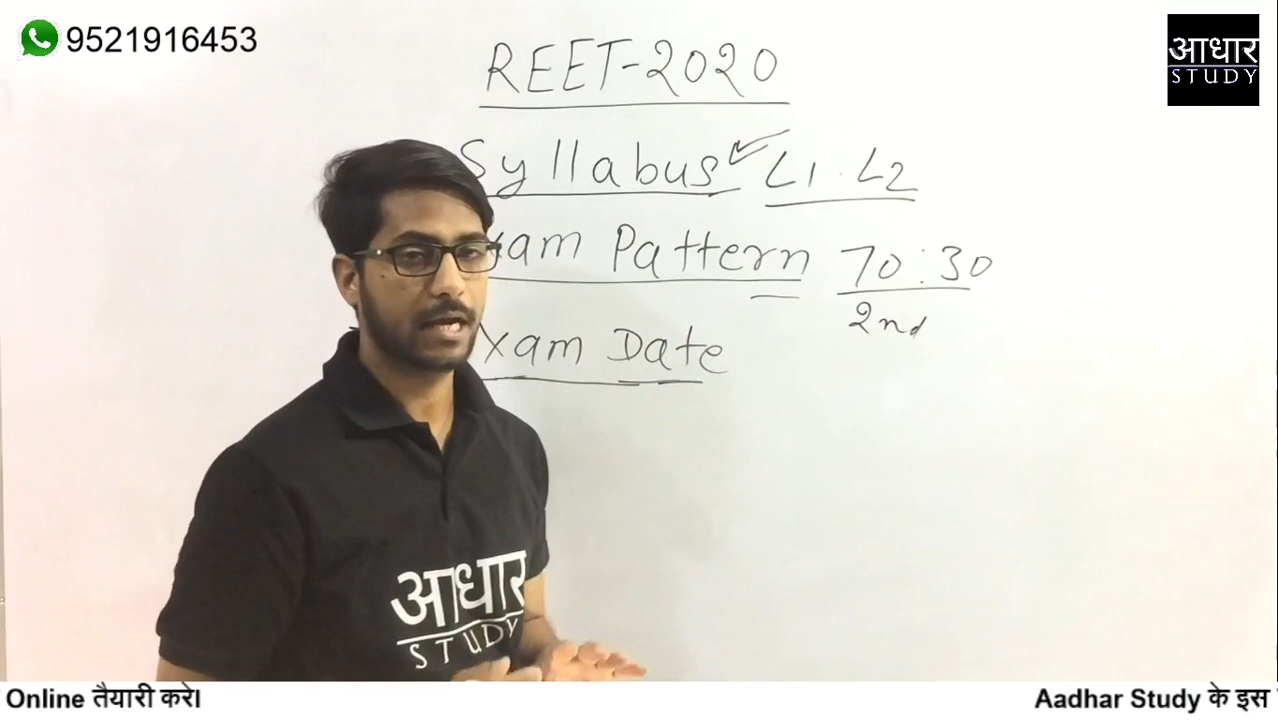 9521916453
आधार
STUDY
REET-2020
Syllabus ✓ L1. L2
xam Pattern 70:30
2nd
xam Date
आधार
STUDY
Online तैयारी करे।
Aadhar Study के इस